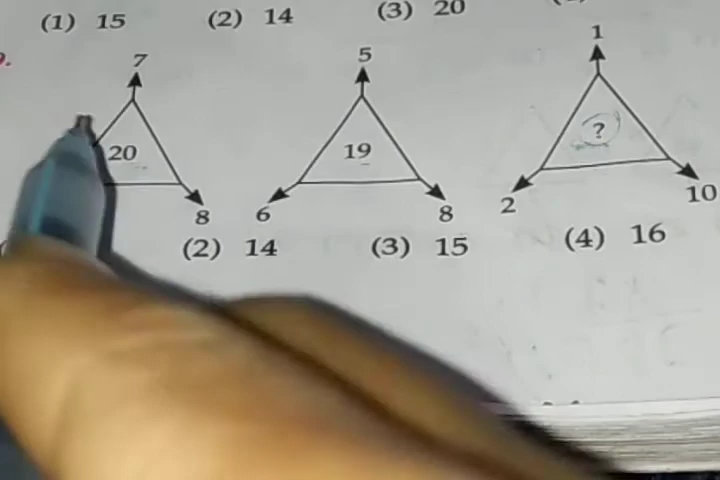 (1) 15 (2) 14 (3) 20
7 5 1
20 19 ?
8 6 8 2 10
(2) 14 (3) 15 (4) 16